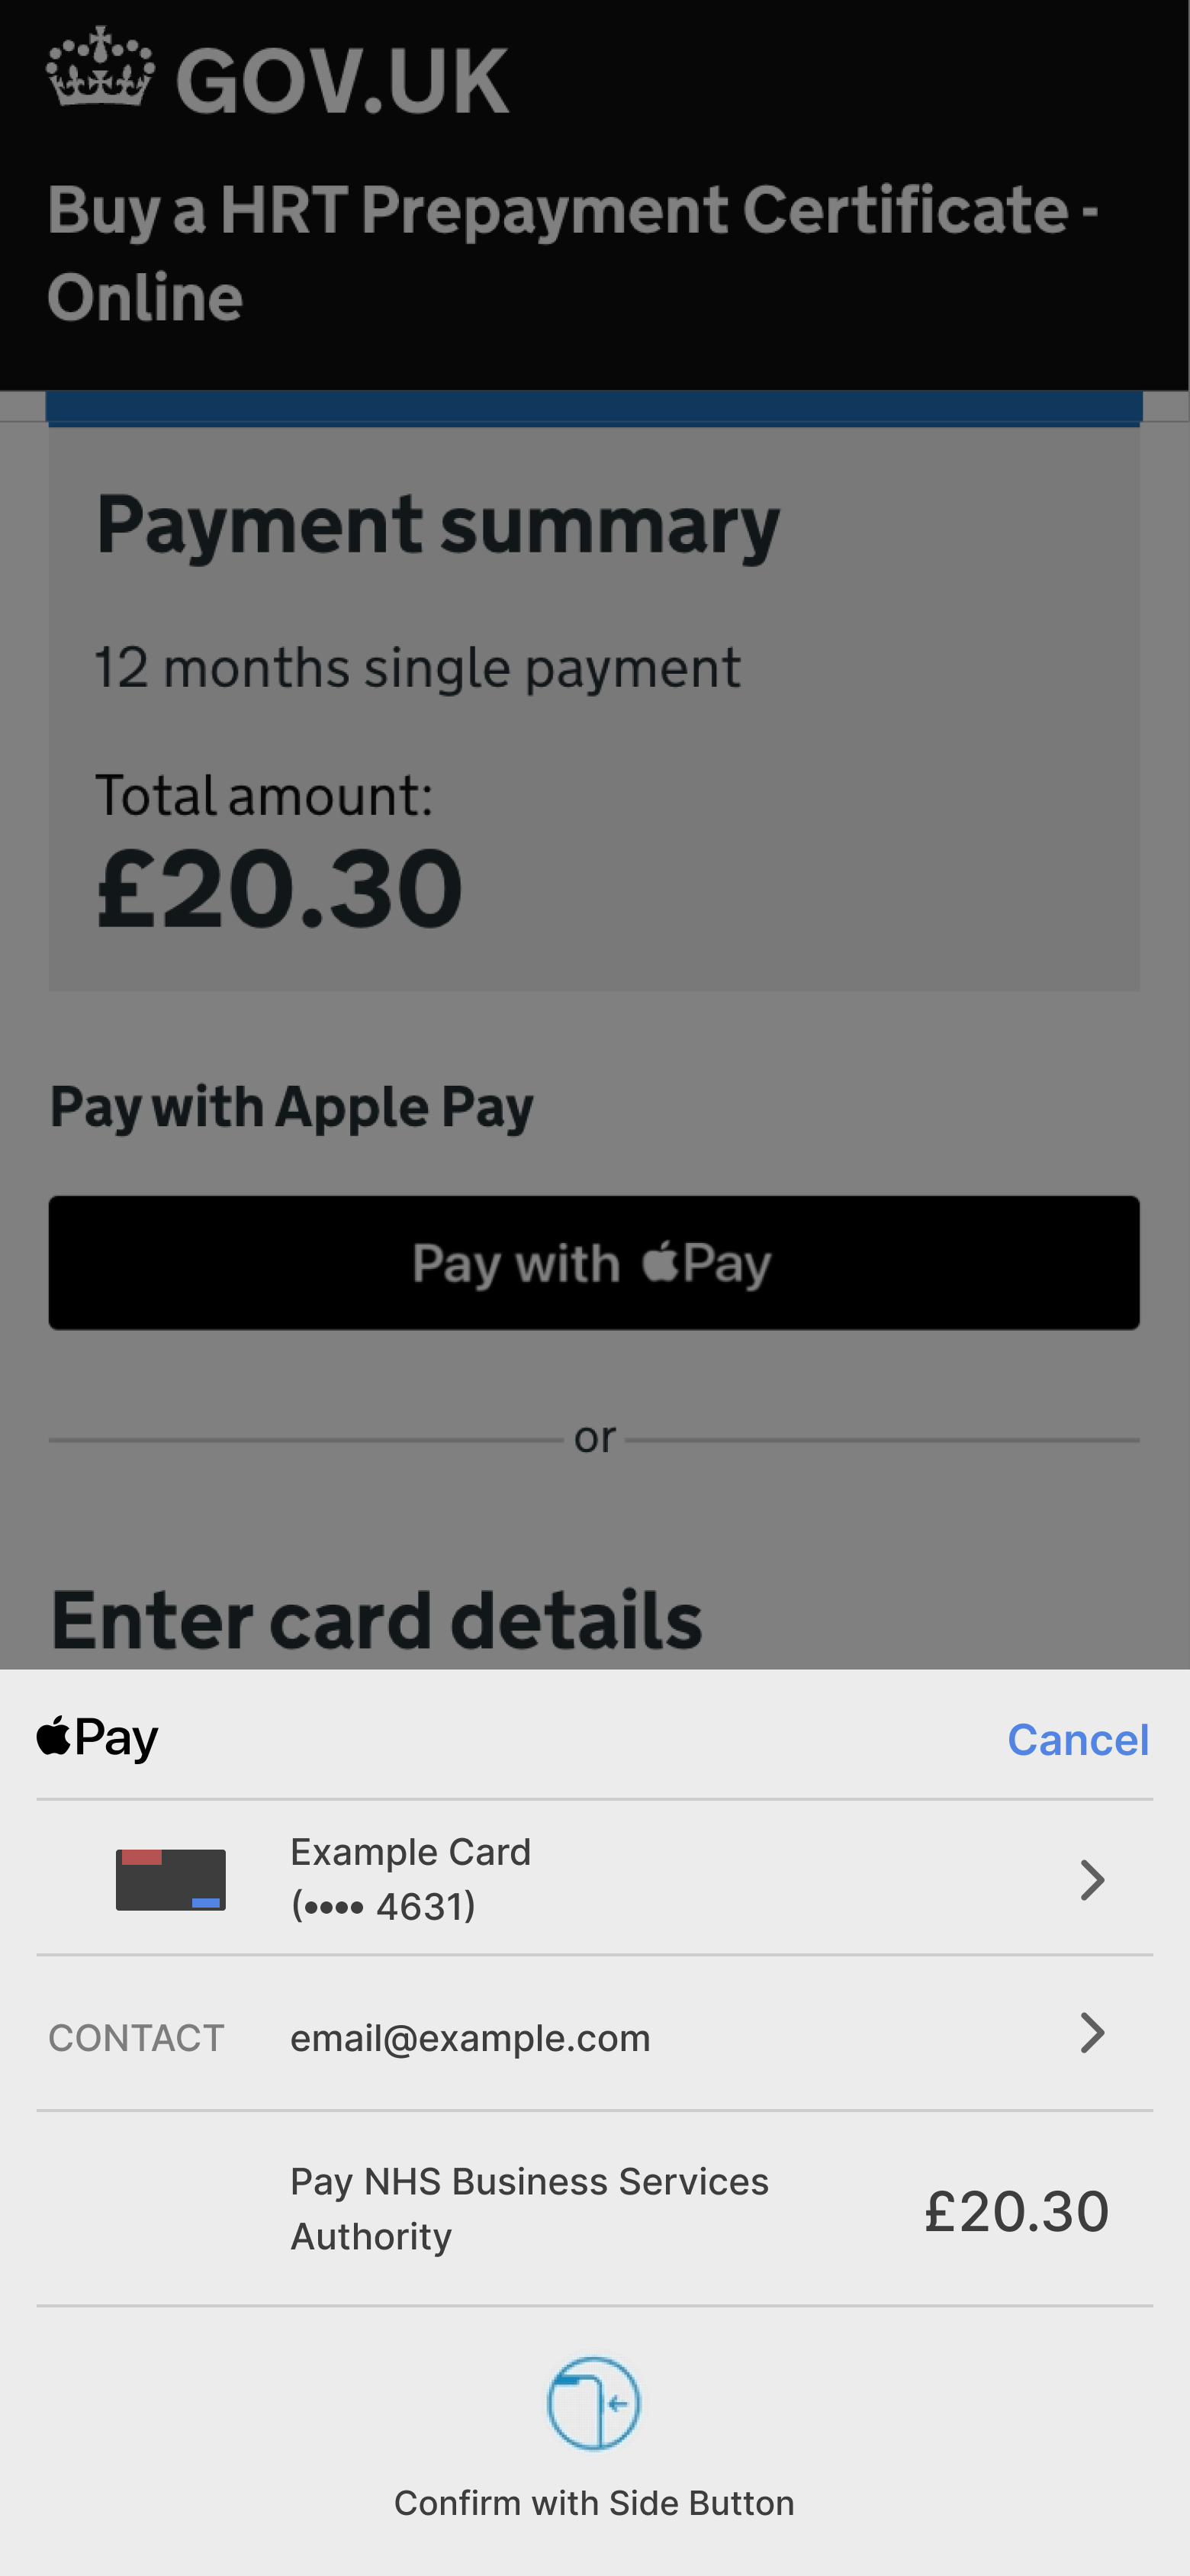 GOV.UK
Buy a HRT Prepayment Certificate -
Online
Payment summary
12 months single payment
Total amount:
£20.30
Pay with Apple Pay
Pay with Pay
or
Enter card details
Pay
Cancel
Example Card
(•••• 4631)
CONTACT
email@example.com
Pay NHS Business Services
Authority
£20.30
Confirm with Side Button